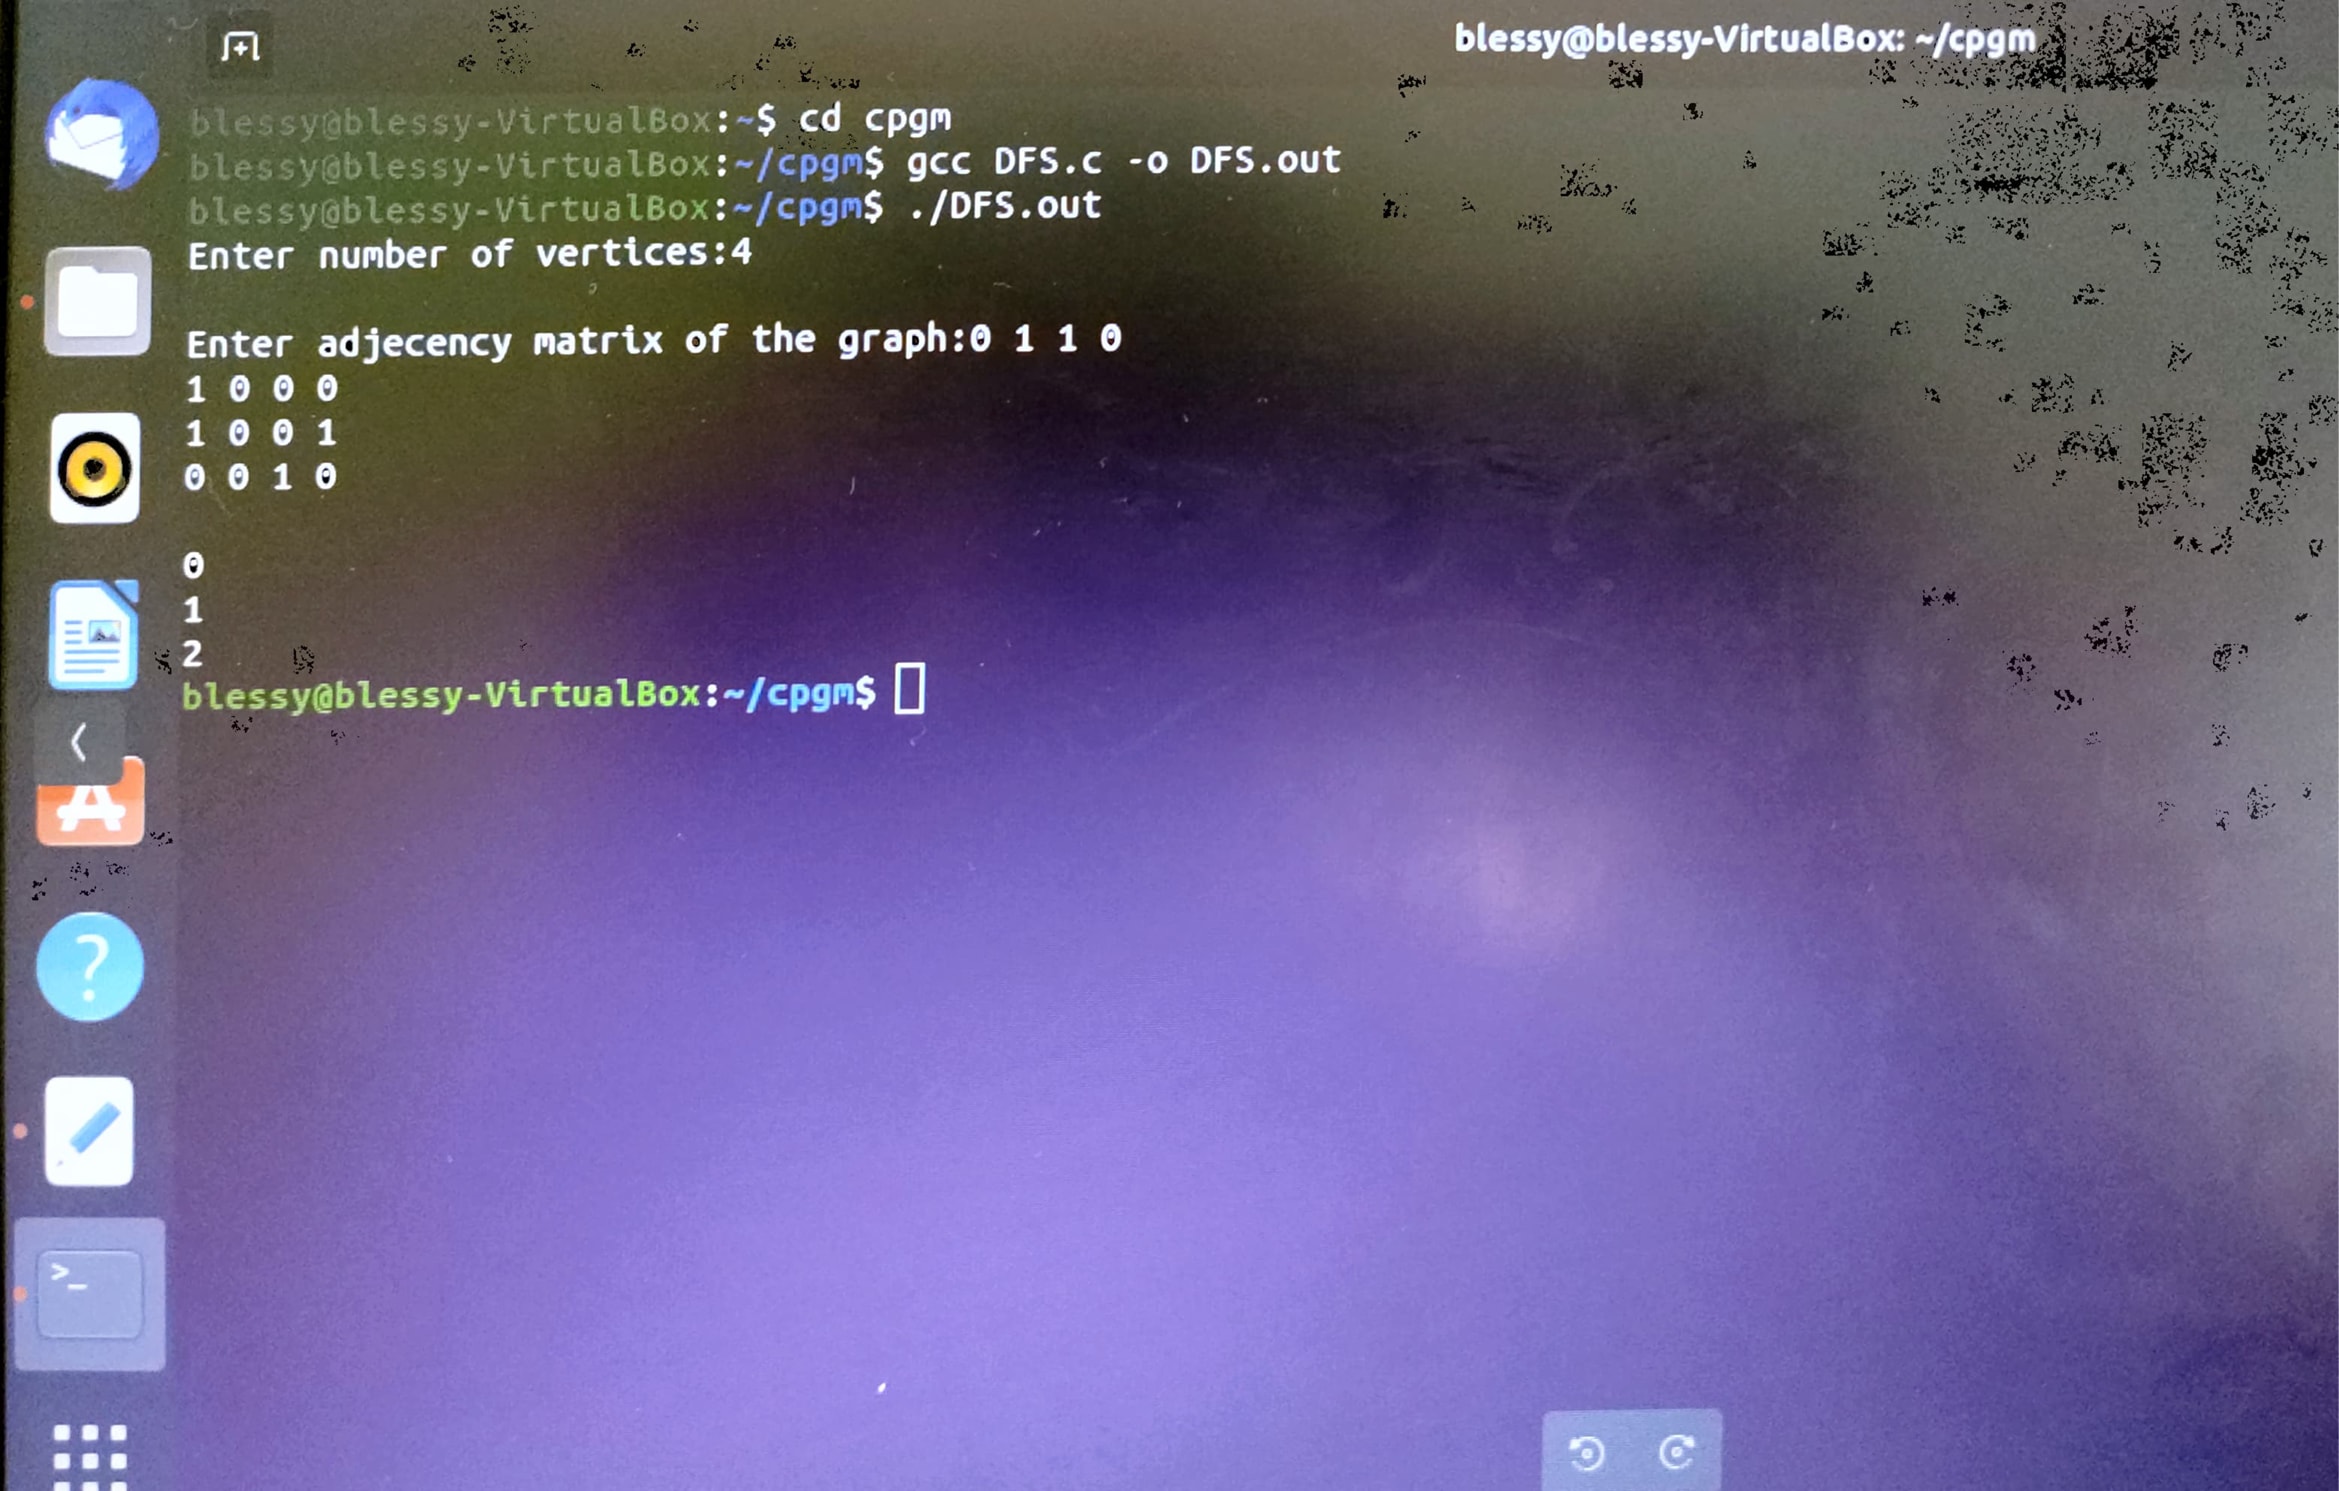 blessy@blessy-VirtualBox: ~/cpgm
blessy@blessy-VirtualBox:~$ cd cpgm
blessy@blessy-VirtualBox:~/cpgm$ gcc DFS.c -o DFS.out
blessy@blessy-VirtualBox:~/cpgm$ ./DFS.out
Enter number of vertices:4
Enter adjecency matrix of the graph:0 1 1 0
1 0 0 0
1 0 0 1
0 0 1 0
0
1
2
blessy@blessy-VirtualBox:~/cpgm$